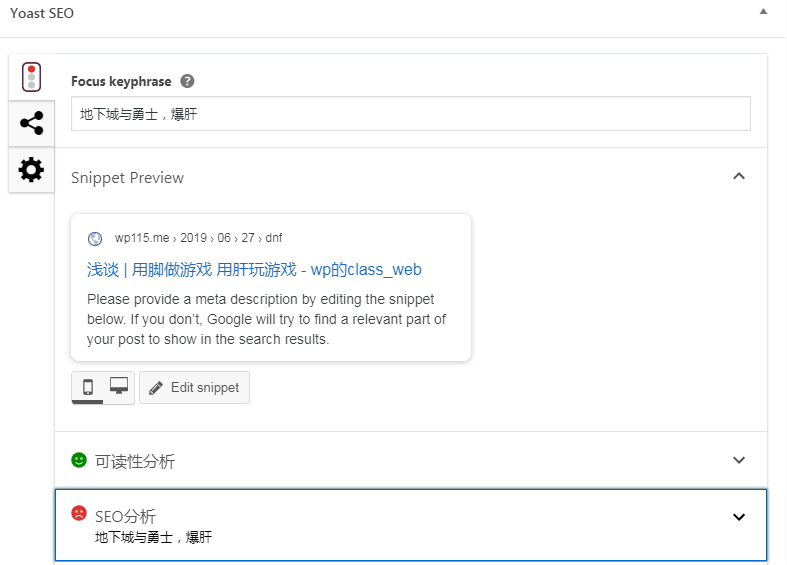 Yoast SEO
Focus keyphrase
地下城与勇士，爆肝
Snippet Preview
wp115.me › 2019 › 06 › 27 › dnf
浅谈 | 用脚做游戏 用肝玩游戏 - wp的class_web
Please provide a meta description by editing the snippet
below. If you don’t, Google will try to find a relevant part of
your post to show in the search results.
Edit snippet
可读性分析
SEO分析
地下城与勇士，爆肝